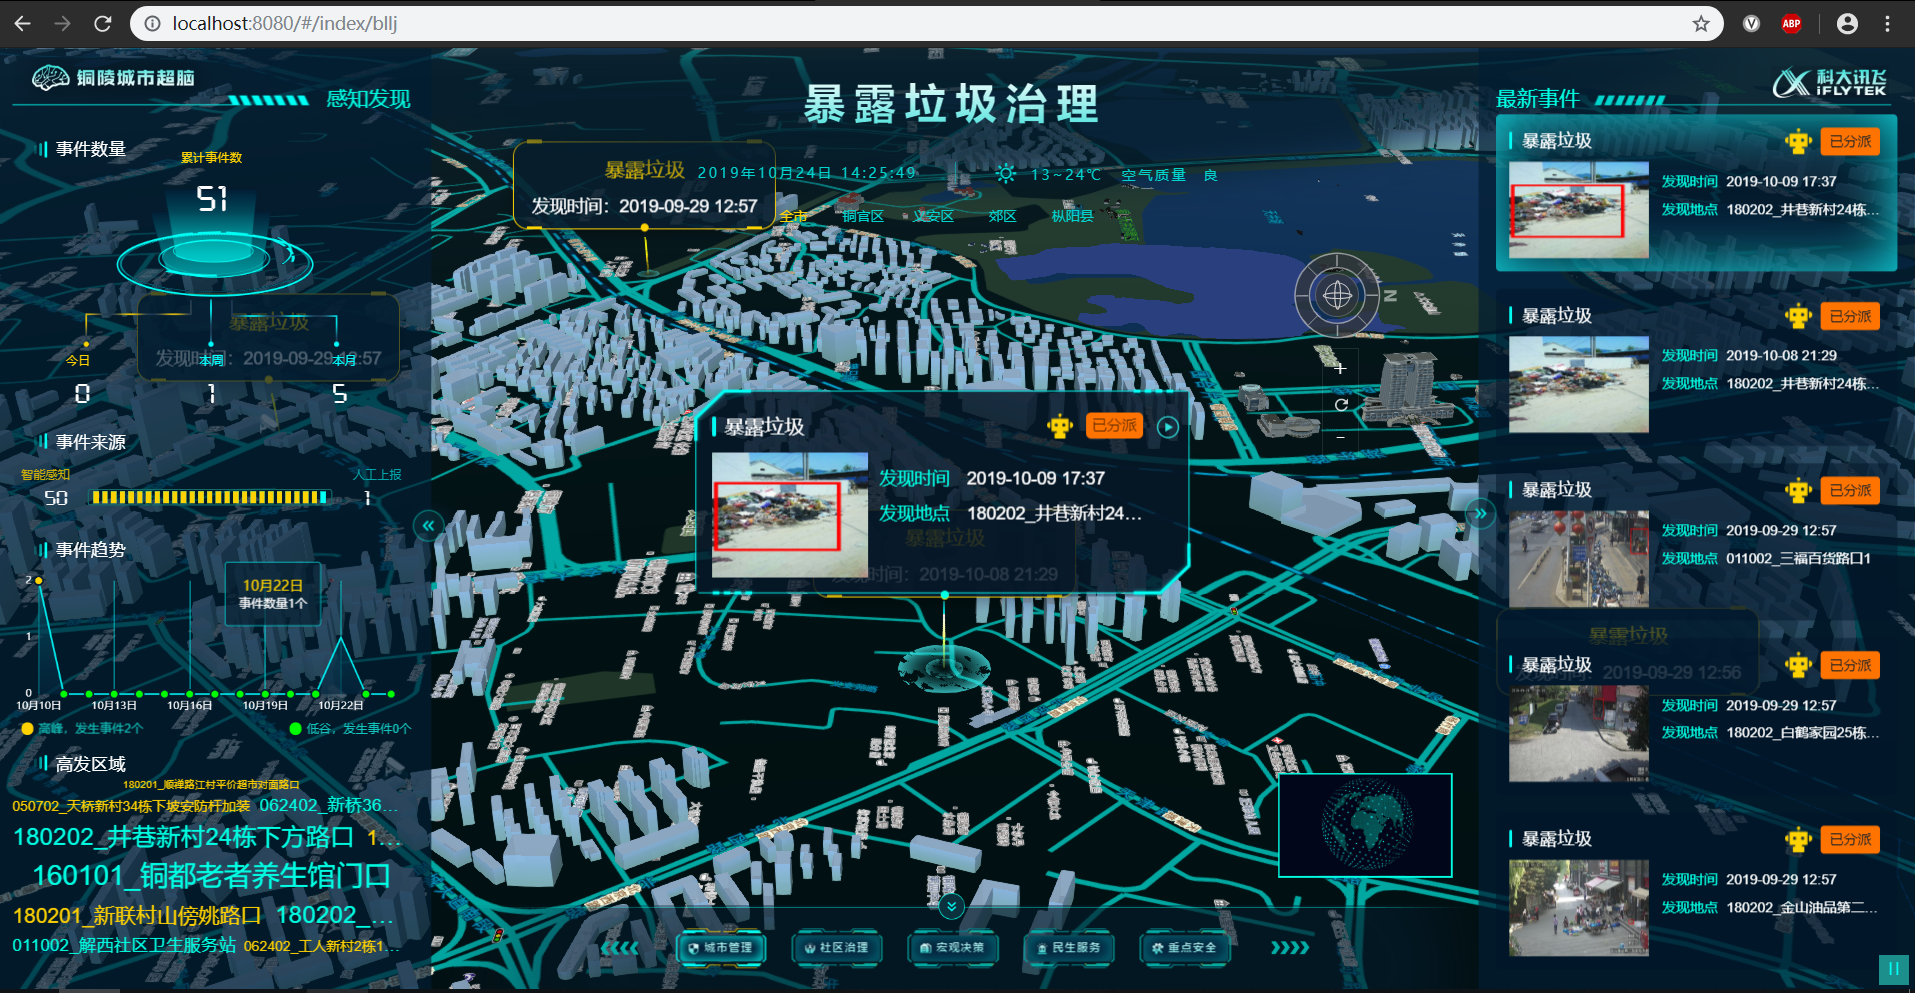 localhost:8080/#/index/bllj
ABP
铜陵城市超脑
感知发现
事件数量
累计事件数
51
今日
本周
本月
0
1
5
事件来源
智能感知
人工上报
50
1
事件趋势
10月22日
事件数量1个
2
1
0
10月10日
10月13日
10月16日
10月19日
10月22日
高峰，发生事件2个
低谷，发生事件0个
高发区域
180201_顺禅路江村平价超市对面路口
050702_天桥新村34栋下坡安防杆加装
062402_新桥36...
180202_井巷新村24栋下方路口
1...
160101_铜都老者养生馆门口
180201_新联村山傍姚路口
180202_...
011002_解西社区卫生服务站
062402_工人新村2栋1...
暴露垃圾
发现时间：2019-09-29 12:57
暴露垃圾治理
2019年10月24日 14:25:49
13~24℃
空气质量 良
暴露垃圾
发现时间：2019-09-29 12:57
全市
铜官区
义安区
郊区
枞阳县
N
+
-
暴露垃圾
已分派
发现时间 2019-10-09 17:37
发现地点 180202_井巷新村24...
暴露垃圾
发现时间：2019-10-08 21:29
城市管理
社区治理
宏观决策
民生服务
重点安全
最新事件
科大讯飞
iFLYTEK
暴露垃圾
已分派
发现时间 2019-10-09 17:37
发现地点 180202_井巷新村24栋...
暴露垃圾
已分派
发现时间 2019-10-08 21:29
发现地点 180202_井巷新村24栋...
暴露垃圾
已分派
发现时间 2019-09-29 12:57
发现地点 011002_三福百货路口1
暴露垃圾
发现时间：2019-09-29 12:56
暴露垃圾
已分派
发现时间 2019-09-29 12:57
发现地点 180202_白鹤家园25栋...
暴露垃圾
已分派
发现时间 2019-09-29 12:57
发现地点 180202_金山油品第二...